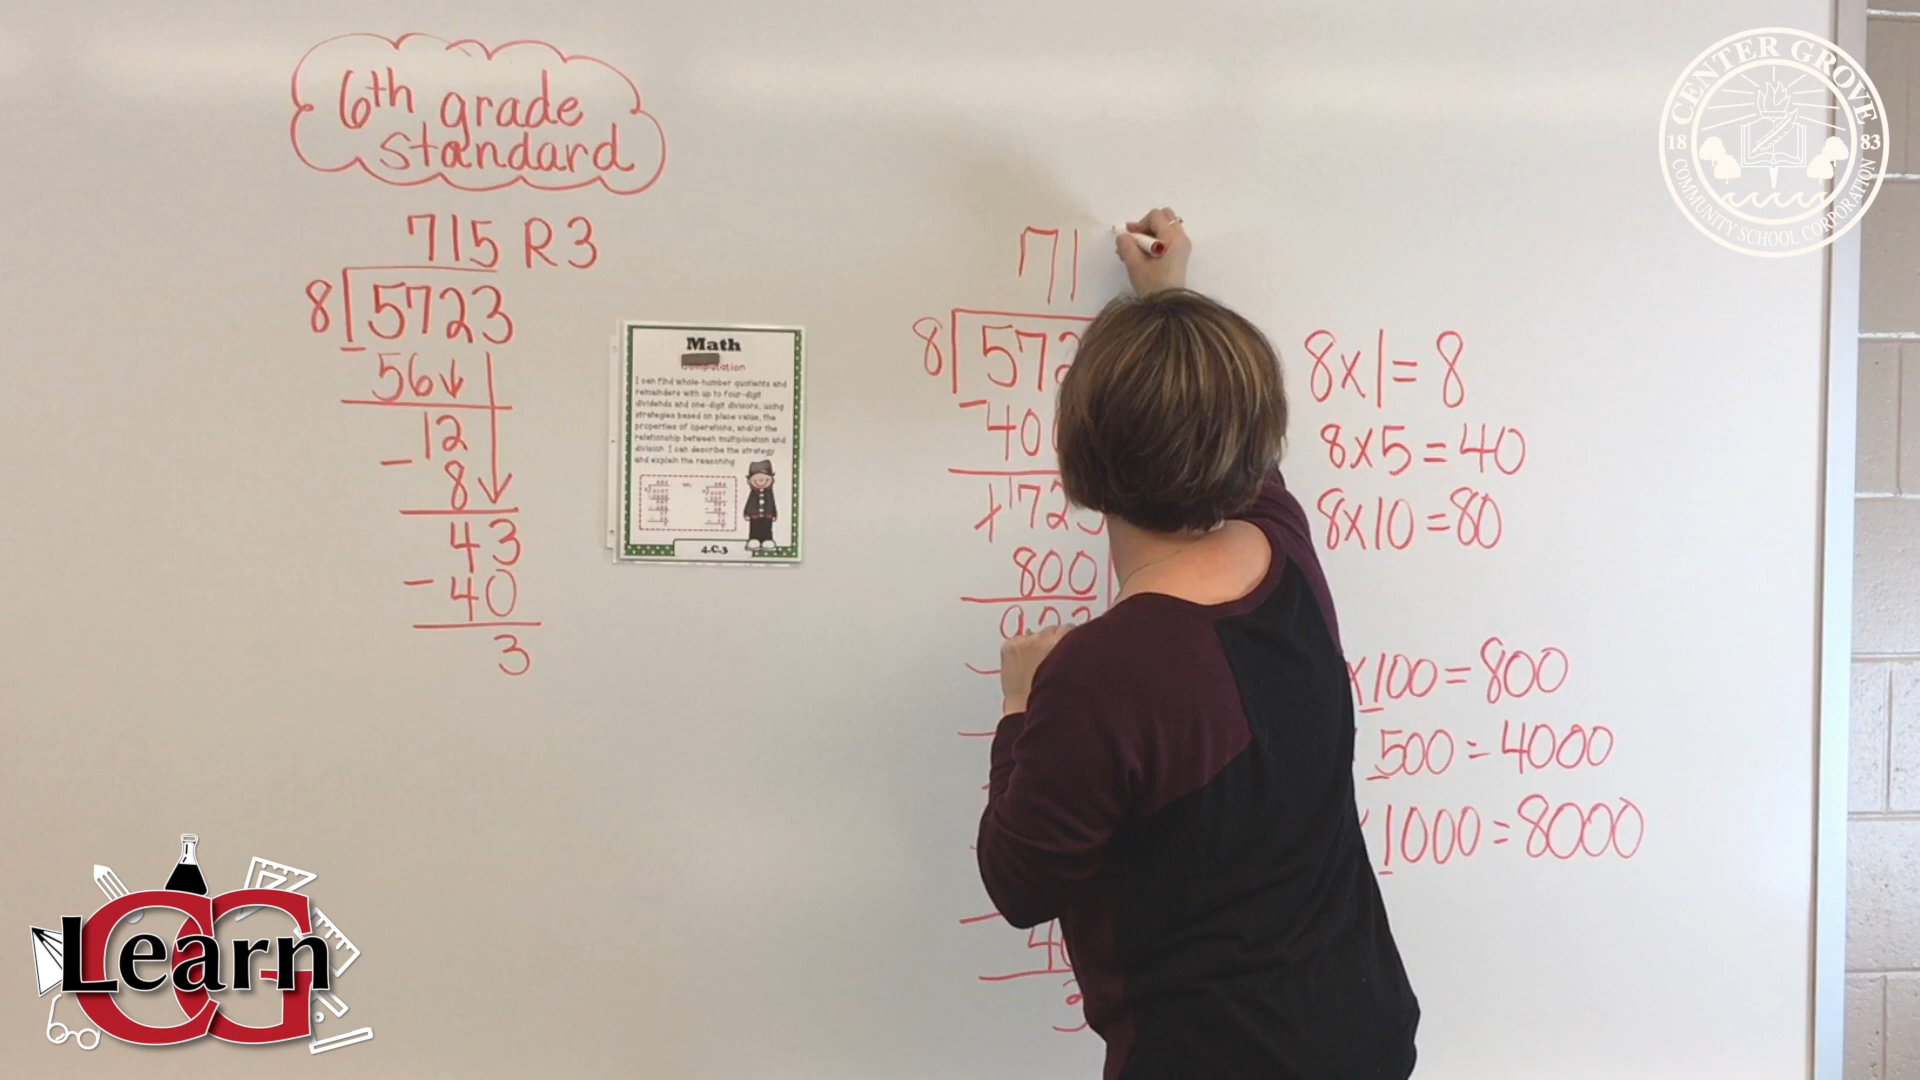 6th grade
standard
715 R3
8 5723
- 56
12
- 8
43
- 40
3
Math
I can find whole-number quotients and
remainders with up to four-digit
dividends and one-digit divisors, using
strategies based on place value, the
properties of operations, and/or the
relationship between multiplication and
division. I can describe the strategy
and explain the reasoning
4.C.3
71
8 572
- 40
1723
800
8x1=8
8x5=40
8x10=80
x100=800
500=4000
1000=8000
CENTER GROVE
18 83
COMMUNITY SCHOOL CORPORATION
CG
Learn